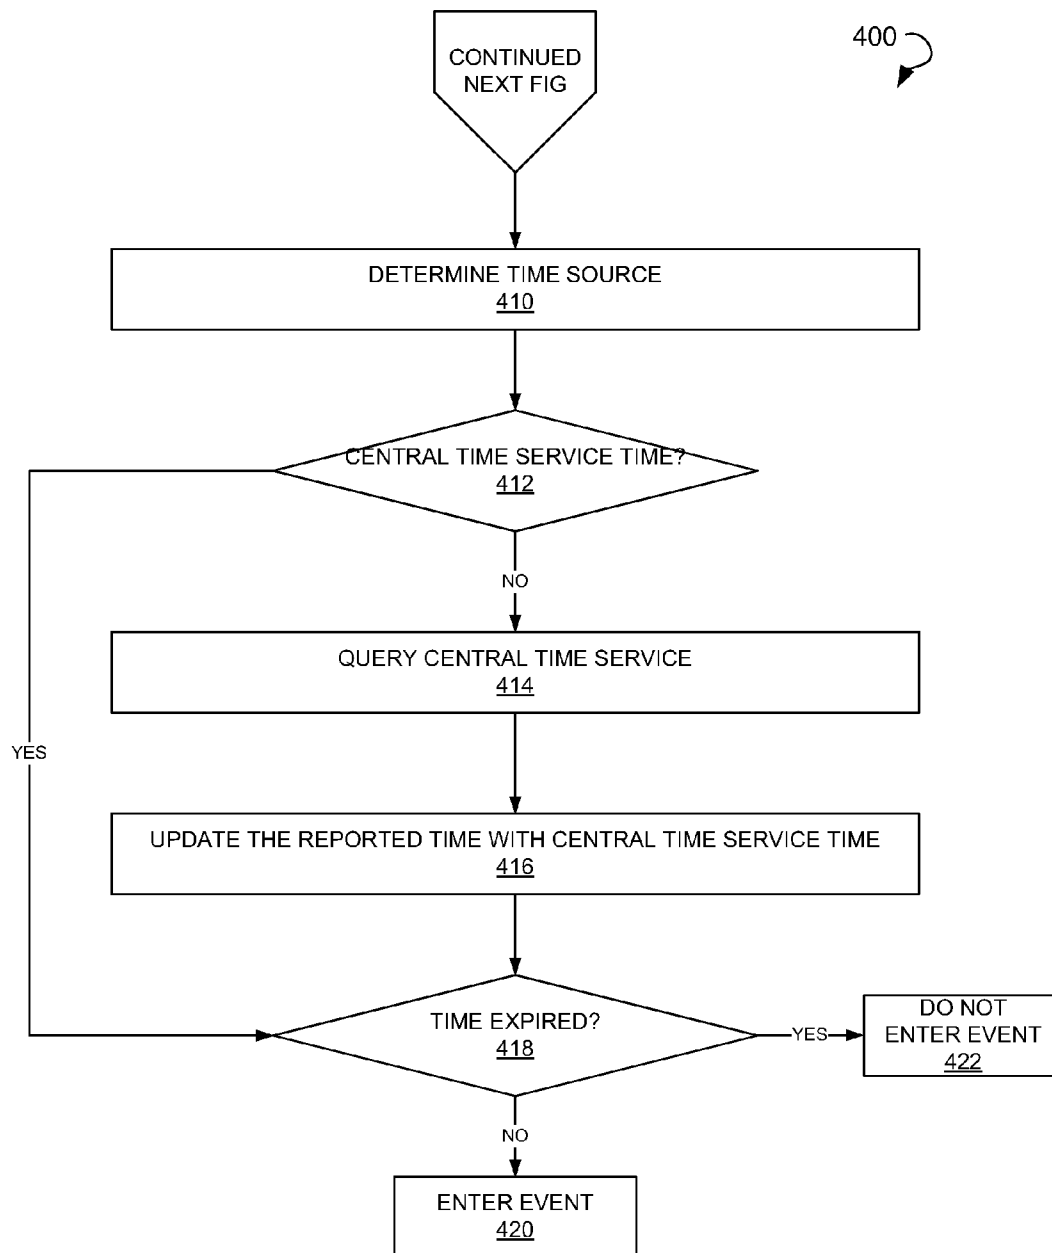 400
CONTINUED
NEXT FIG
DETERMINE TIME SOURCE
410
CENTRAL TIME SERVICE TIME?
412
NO
QUERY CENTRAL TIME SERVICE
414
YES
UPDATE THE REPORTED TIME WITH CENTRAL TIME SERVICE TIME
416
TIME EXPIRED?
418
YES
DO NOT
ENTER EVENT
422
NO
ENTER EVENT
420